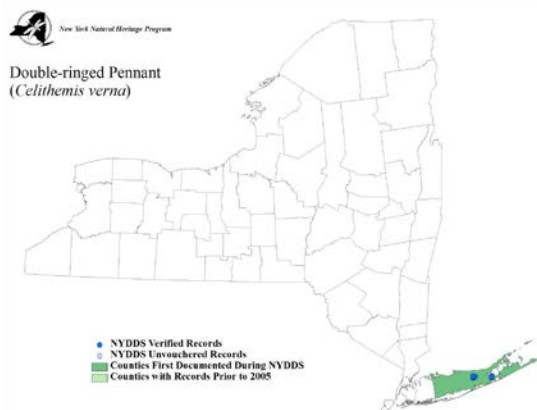 New York Natural Heritage Program
Double-ringed Pennant
(Celithemis verna)
NYDDS Verified Records
NYDDS Unvouchered Records
Counties First Documented During NYDDS
Counties with Records Prior to 2005